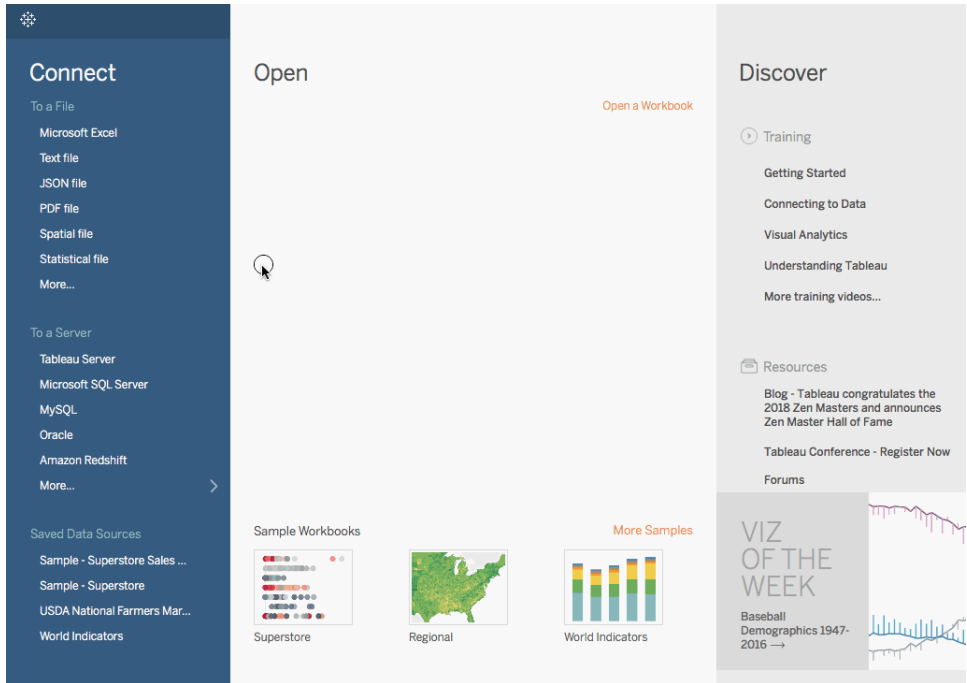 Connect
To a File
Microsoft Excel
Text file
JSON file
PDF file
Spatial file
Statistical file
More...
To a Server
Tableau Server
Microsoft SQL Server
MySQL
Oracle
Amazon Redshift
More...
Saved Data Sources
Sample - Superstore Sales ...
Sample - Superstore
USDA National Farmers Mar...
World Indicators
Open
Open a Workbook
Sample Workbooks
More Samples
Superstore
Regional
World Indicators
Discover
Training
Getting Started
Connecting to Data
Visual Analytics
Understanding Tableau
More training videos...
Resources
Blog - Tableau congratulates the
2018 Zen Masters and announces
Zen Master Hall of Fame
Tableau Conference - Register Now
Forums
VIZ
OF THE
WEEK
Baseball
Demographics 1947-
2016 →